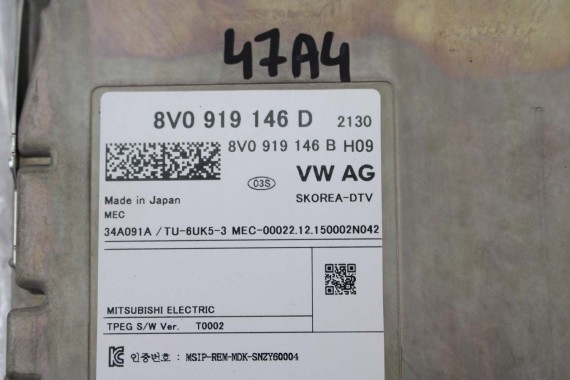 47A4
8V0 919 146 D 2130
8V0 919 146 B H09
03S VW AG
Made in Japan SKOREA-DTV
MEC
34A091A / TU-6UK5-3 MEC-00022.12.150002N042
MITSUBISHI ELECTRIC
TPEG S/W Ver. T0002
인증번호 : MSIP-REM-MDK-SNZY60004